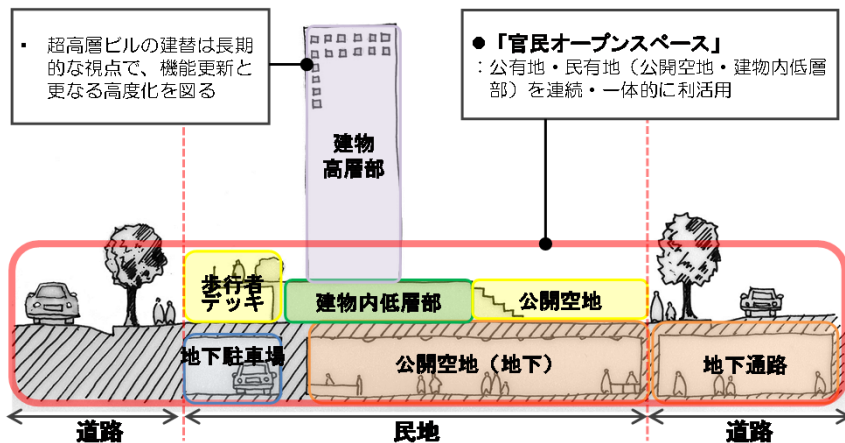 ▪ 超高層ビルの建替は長期
的な視点で、機能更新と
更なる高度化を図る
●「官民オープンスペース」
：公有地・民有地（公開空地・建物内低層
部）を連続・一体的に利活用
建物
高層部
歩行者
デッキ
建物内低層部
公開空地
地下駐車場
公開空地（地下）
地下通路
道路
民地
道路